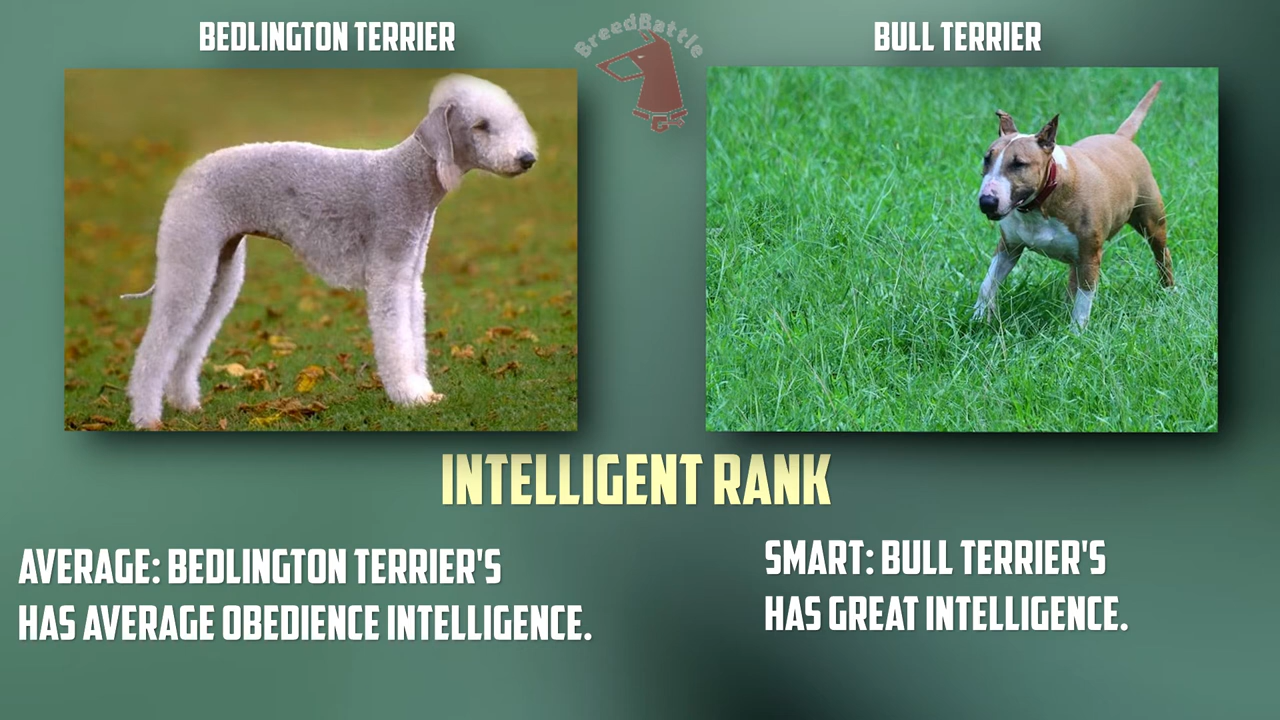 BEDLINGTON TERRIER
BreedBattle
BULL TERRIER
INTELLIGENT RANK
AVERAGE: BEDLINGTON TERRIER'S
HAS AVERAGE OBEDIENCE INTELLIGENCE.
SMART: BULL TERRIER'S
HAS GREAT INTELLIGENCE.